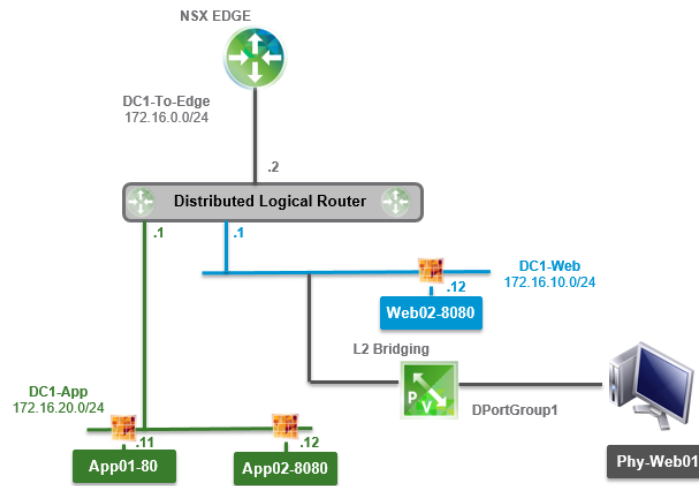 NSX EDGE
DC1-To-Edge
172.16.0.0/24
.2
Distributed Logical Router
.1
.1
DC1-Web
172.16.10.0/24
.12
Web02-8080
L2 Bridging
P
V
DPortGroup1
DC1-App
172.16.20.0/24
.11
.12
App01-80
App02-8080
Phy-Web01